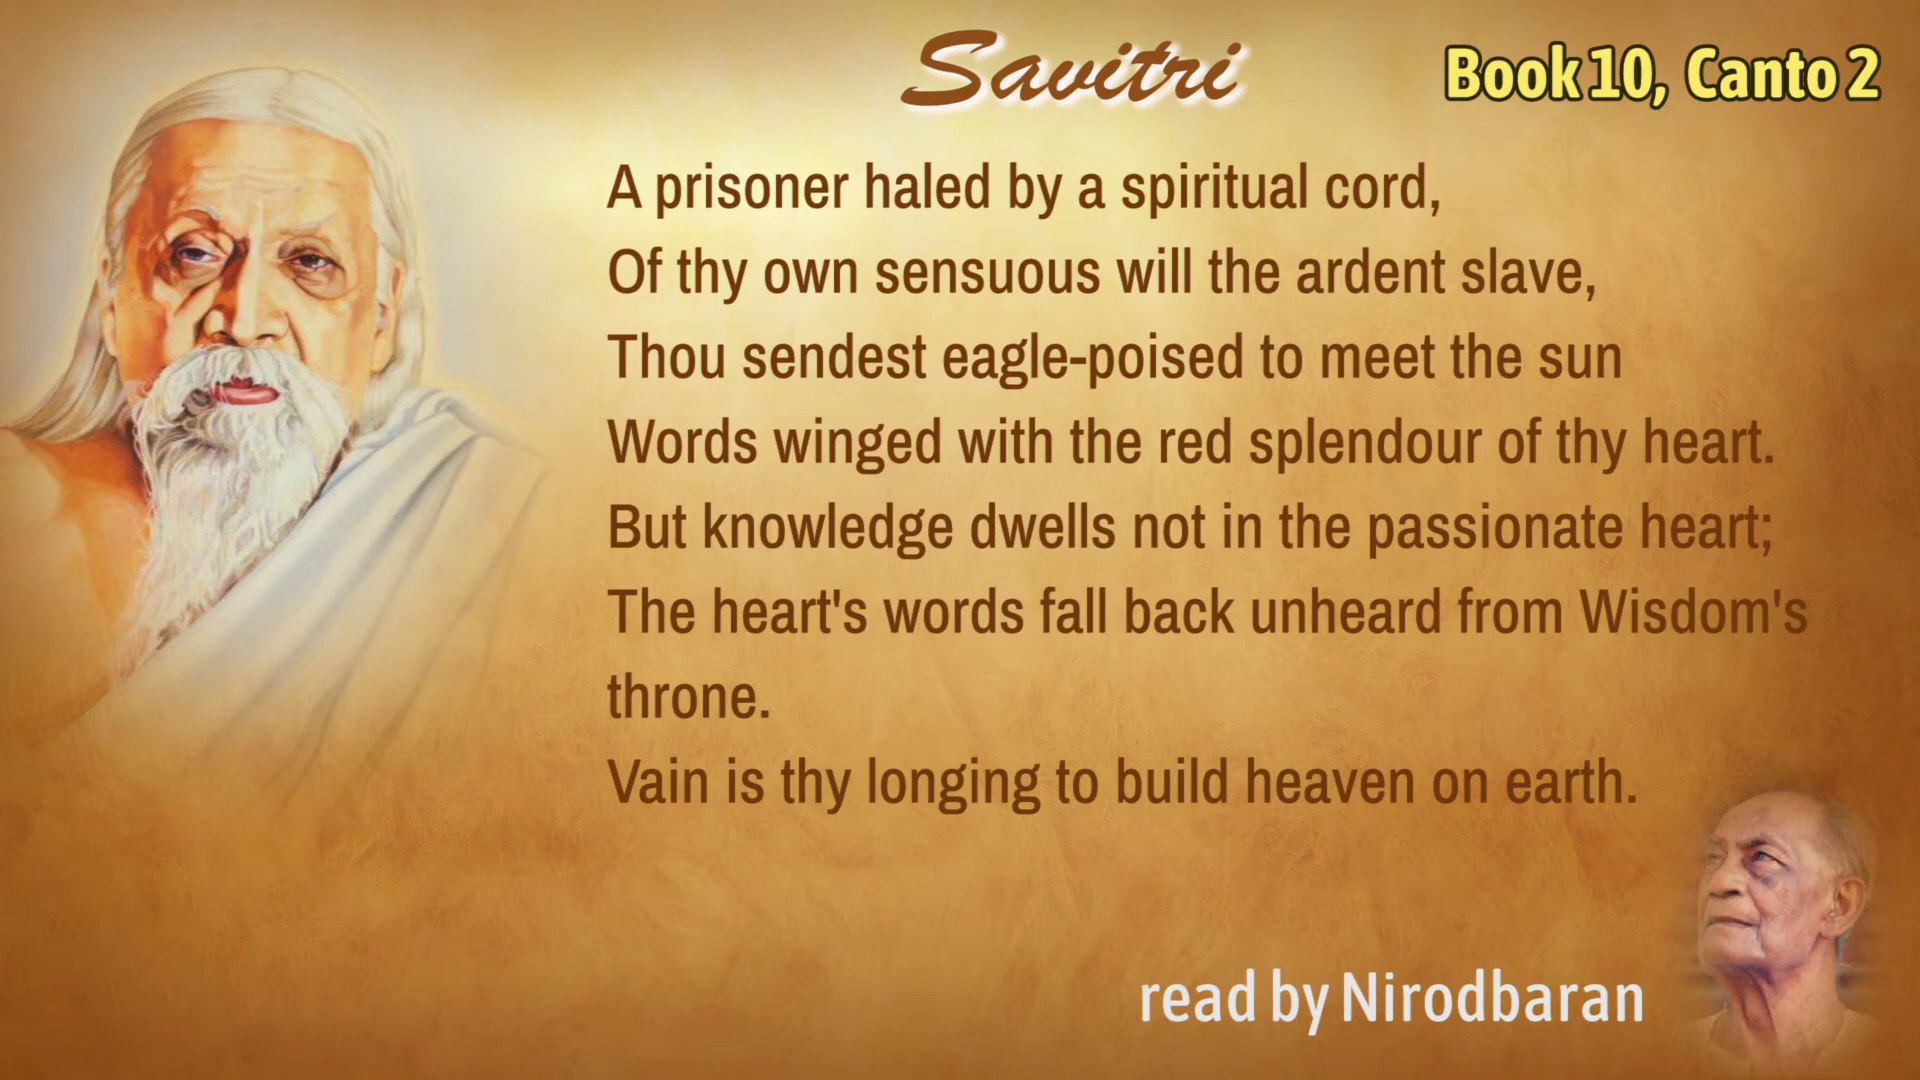 Savitri
Book 10, Canto 2
A prisoner haled by a spiritual cord,
Of thy own sensuous will the ardent slave,
Thou sendest eagle-poised to meet the sun
Words winged with the red splendour of thy heart.
But knowledge dwells not in the passionate heart;
The heart's words fall back unheard from Wisdom's
throne.
Vain is thy longing to build heaven on earth.
read by Nirodbaran